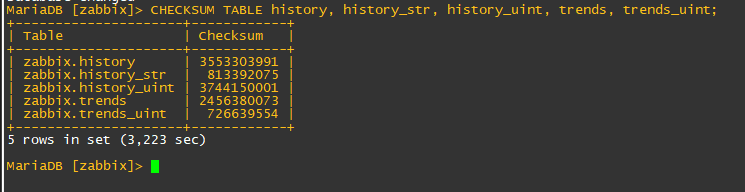 MariaDB [zabbix]> CHECKSUM TABLE history, history_str, history_uint, trends, trends_uint;
+---------------------+------------+
| Table               | Checksum   |
+---------------------+------------+
| zabbix.history      | 3553303991 |
| zabbix.history_str  |  813392075 |
| zabbix.history_uint | 3744150001 |
| zabbix.trends       | 2456380073 |
| zabbix.trends_uint  |  726639554 |
+---------------------+------------+
5 rows in set (3,223 sec)
MariaDB [zabbix]>